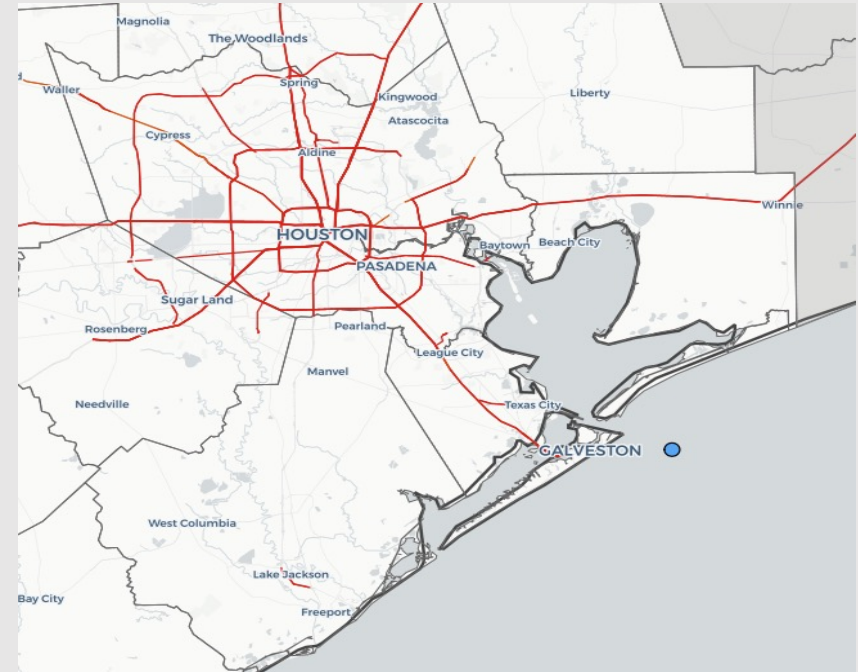 Magnolia
The Woodlands
Spring
Waller
Kingwood
Liberty
Atascocita
Cypress
Aldine
Winnie
HOUSTON
Baytown
Beach City
PASADENA
Sugar Land
Rosenberg
Pearland
League City
Manvel
Needville
Texas City
GALVESTON
West Columbia
Lake Jackson
Bay City
Freeport